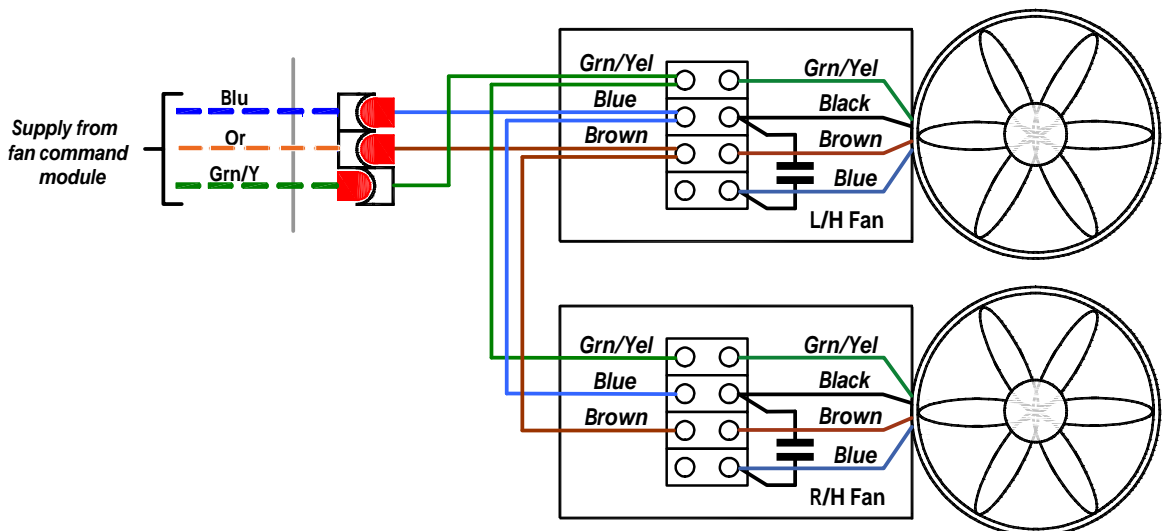 Supply from
fan command
module
Blu
Or
Grn/Y
Grn/Yel
Blue
Brown
Grn/Yel
Black
Brown
Blue
L/H Fan
Grn/Yel
Blue
Brown
Grn/Yel
Black
Brown
Blue
R/H Fan